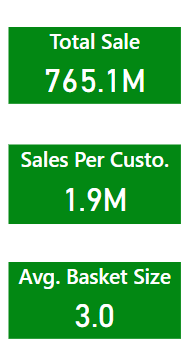 Total Sale
765.1M
Sales Per Custo.
1.9M
Avg. Basket Size
3.0